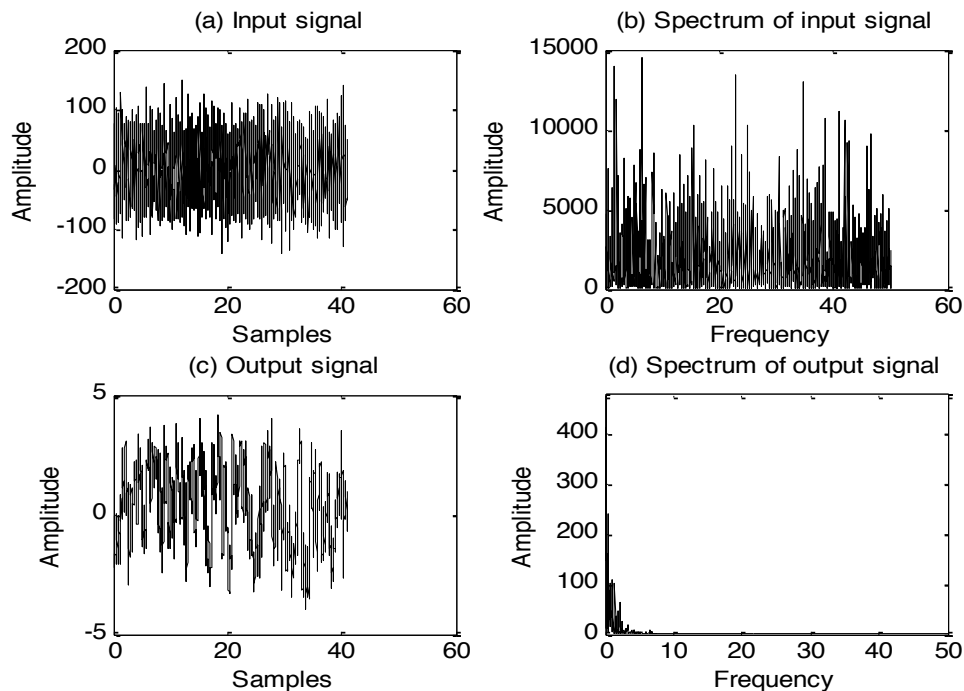 (a) Input signal
200
100
0
-100
-200
Amplitude
0 20 40 60
Samples
(b) Spectrum of input signal
15000
10000
5000
0
Amplitude
0 20 40 60
Frequency
(c) Output signal
5
0
-5
Amplitude
0 20 40 60
Samples
(d) Spectrum of output signal
400
300
200
100
0
Amplitude
0 10 20 30 40 50
Frequency